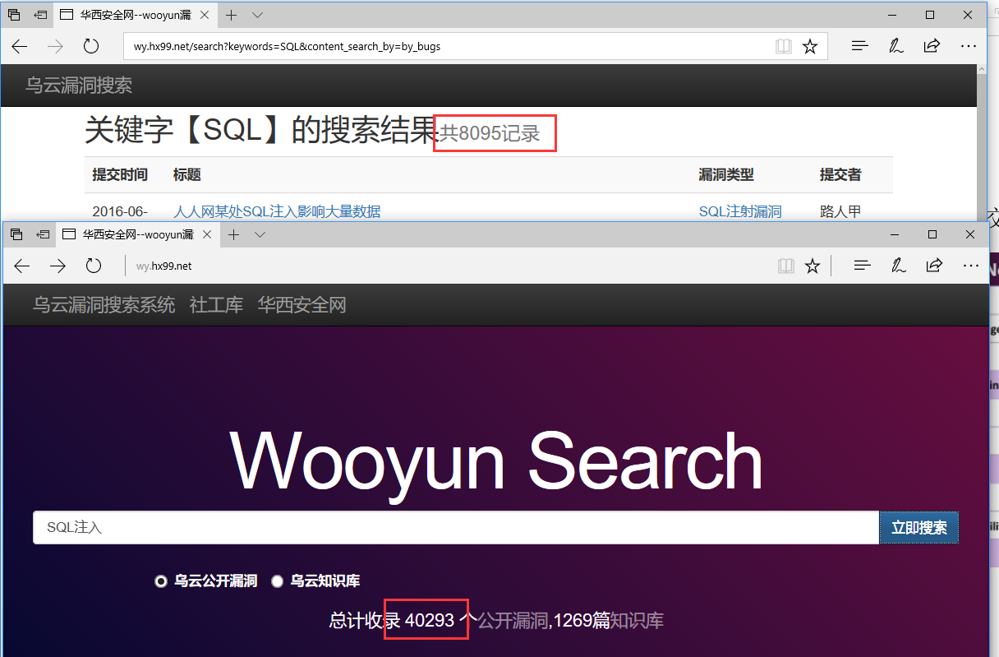 华西安全网--wooyun漏
wy.hx99.net/search?keywords=SQL&content_search_by=by_bugs
乌云漏洞搜索
关键字【SQL】的搜索结果共8095记录
提交时间 标题 漏洞类型 提交者
2016-06- 人人网某处SQL注入影响大量数据 SQL注射漏洞 路人甲
华西安全网--wooyun漏
wy.hx99.net
乌云漏洞搜索系统 社工库 华西安全网
Wooyun Search
SQL注入 立即搜索
乌云公开漏洞 乌云知识库
总计收录 40293 个公开漏洞,1269篇知识库